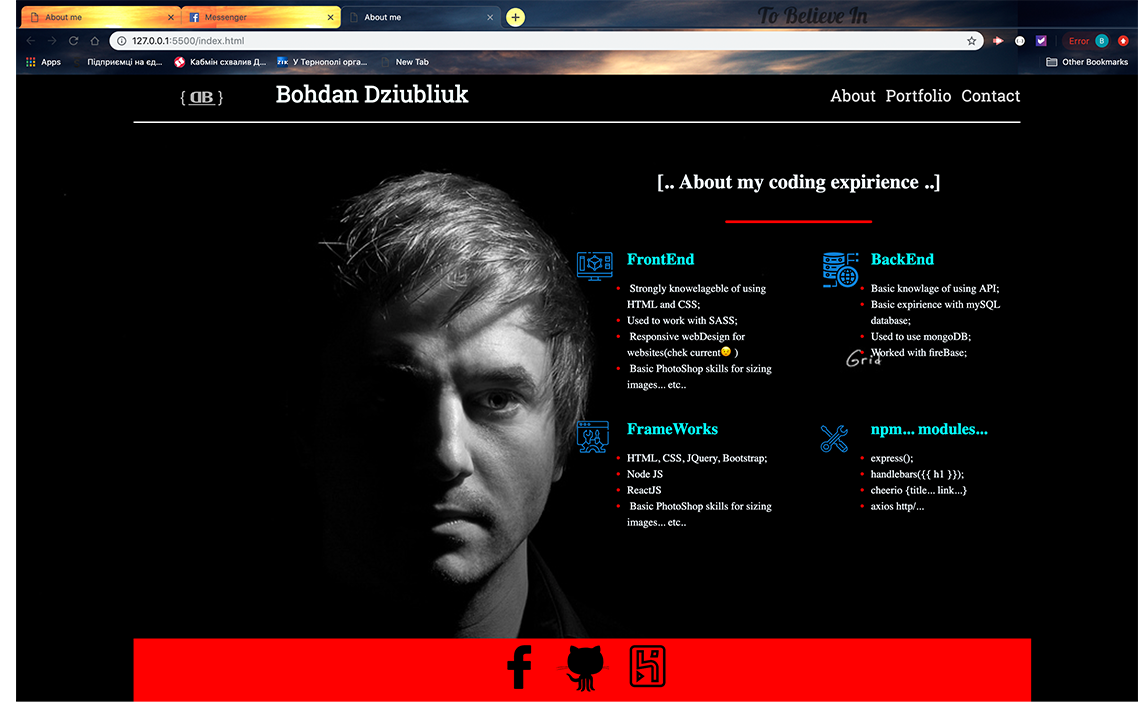 To Believe In
About me
Messenger
About me
127.0.0.1:5500/index.html
Error B
Apps
Підприємці на єд...
Кабмін схвалив Д...
У Тернополі орга...
New Tab
Other Bookmarks
{ DB }
Bohdan Dziubliuk
About Portfolio Contact
[.. About my coding expirience ..]
FrontEnd
Strongly knowelageble of using
HTML and CSS;
Used to work with SASS;
Responsive webDesign for
websites(chek current😉 )
Basic PhotoShop skills for sizing
images... etc..
BackEnd
Basic knowlage of using API;
Basic expirience with mySQL
database;
Used to use mongoDB;
Worked with fireBase;
Grid
FrameWorks
HTML, CSS, JQuery, Bootstrap;
Node JS
ReactJS
Basic PhotoShop skills for sizing
images... etc..
npm... modules...
express();
handlebars({{ h1 }});
cheerio {title... link...}
axios http/...